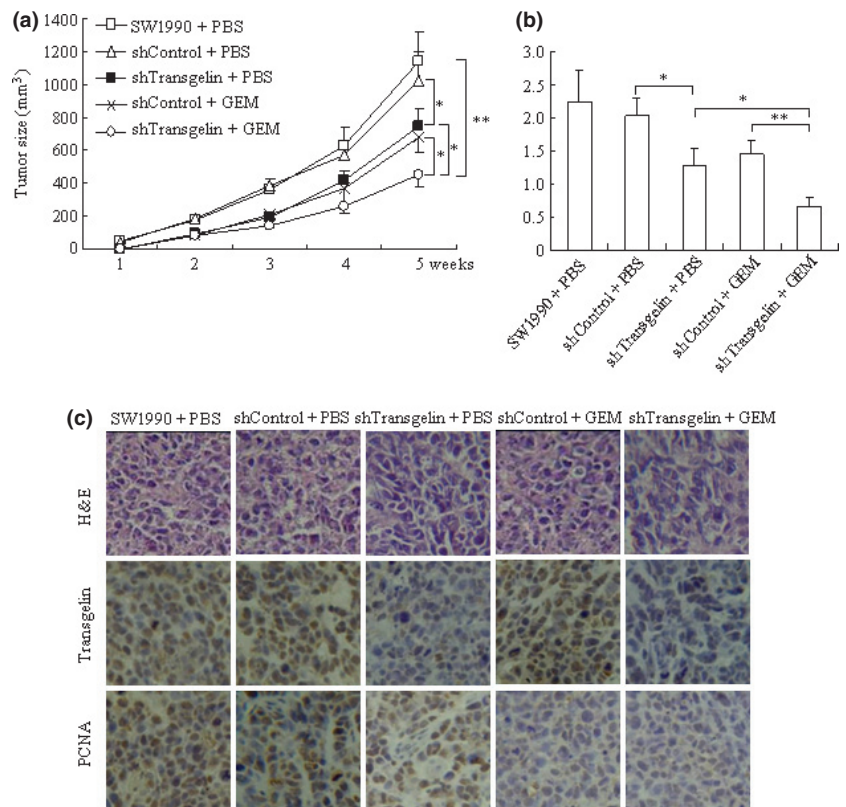 (a)
1400
1200
1000
800
600
400
200
0
Tumor size (mm³)
SW1990 + PBS
shControl + PBS
shTransgelin + PBS
shControl + GEM
shTransgelin + GEM
*
*
*
**
1 2 3 4 5 weeks
(b)
3.0
2.5
2.0
1.5
1.0
0.5
0
*
*
**
SW1990 + PBS
shControl + PBS
shTransgelin + PBS
shControl + GEM
shTransgelin + GEM
(c)
SW1990 + PBS shControl + PBS shTransgelin + PBS shControl + GEM shTransgelin + GEM
H&E
Transgelin
PCNA